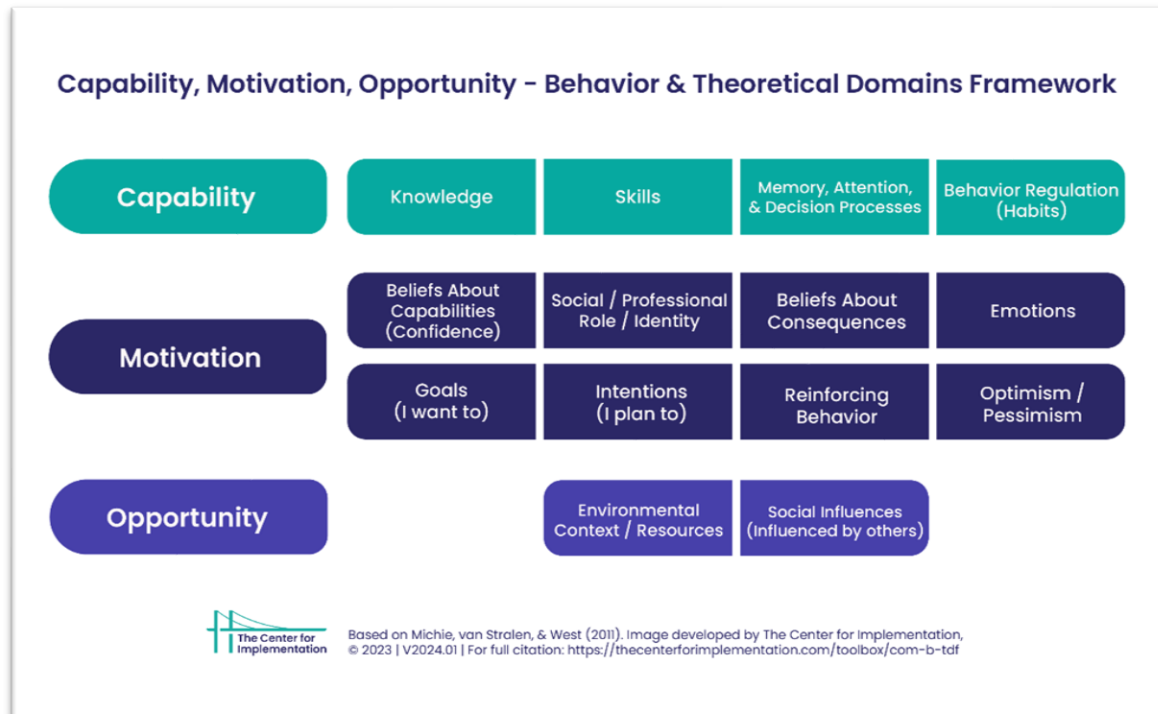 Capability, Motivation, Opportunity - Behavior & Theoretical Domains Framework
Capability
Knowledge
Skills
Memory, Attention,
& Decision Processes
Behavior Regulation
(Habits)
Motivation
Beliefs About
Capabilities
(Confidence)
Social / Professional
Role / Identity
Beliefs About
Consequences
Emotions
Goals
(I want to)
Intentions
(I plan to)
Reinforcing
Behavior
Optimism /
Pessimism
Opportunity
Environmental
Context / Resources
Social Influences
(Influenced by others)
The Center for
Implementation
Based on Michie, van Stralen, & West (2011). Image developed by The Center for Implementation,
© 2023 | V2024.01 | For full citation: https://thecenterforimplementation.com/toolbox/com-b-tdf